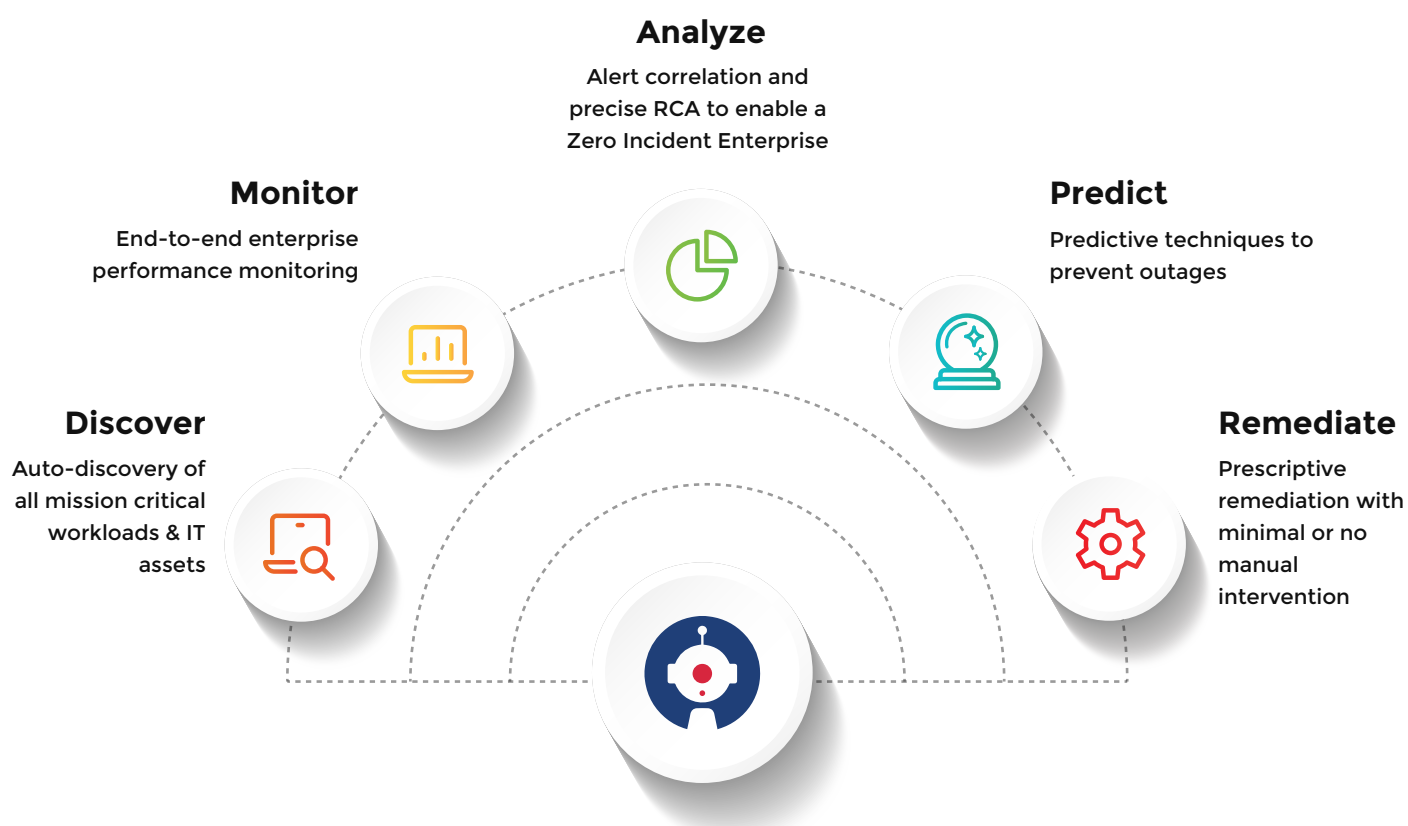 Analyze
Alert correlation and
precise RCA to enable a
Zero Incident Enterprise
Monitor
End-to-end enterprise
performance monitoring
Predict
Predictive techniques to
prevent outages
Discover
Auto-discovery of
all mission critical
workloads & IT
assets
Remediate
Prescriptive
remediation with
minimal or no
manual
intervention